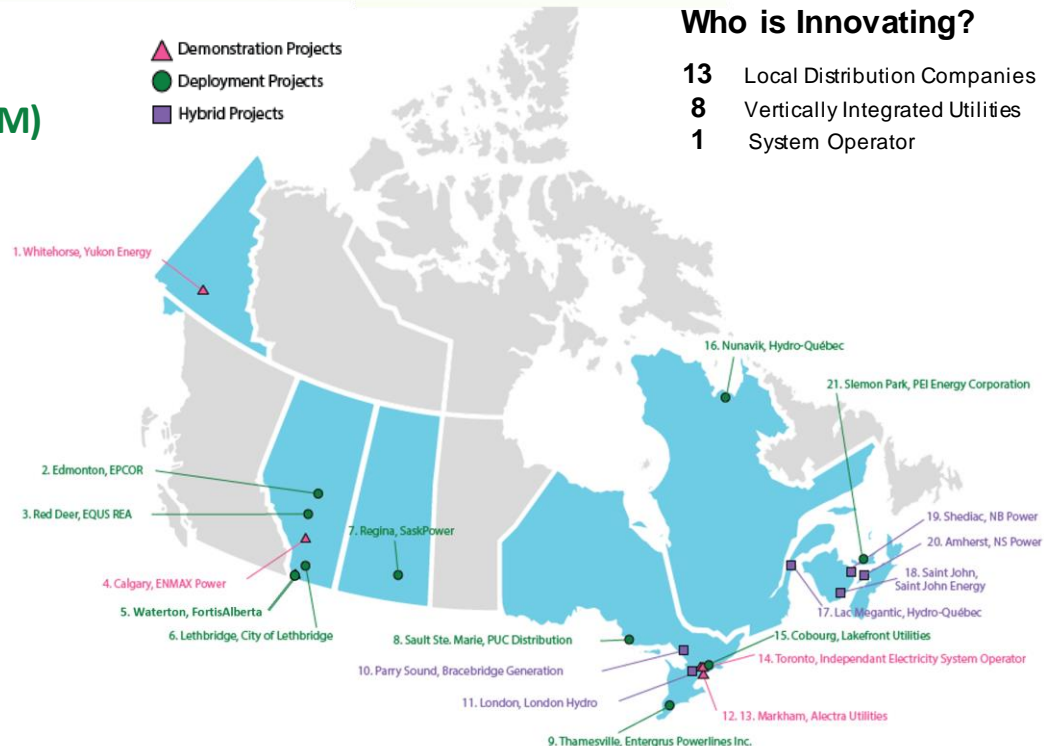 M)
Demonstration Projects
Deployment Projects
Hybrid Projects
Who is Innovating?
13 Local Distribution Companies
8 Vertically Integrated Utilities
1 System Operator
1. Whitehorse, Yukon Energy
16. Nunavik, Hydro-Québec
21. Slemon Park, PEI Energy Corporation
2. Edmonton, EPCOR
3. Red Deer, EQUS REA
7. Regina, SaskPower
19. Shediac, NB Power
20. Amherst, NS Power
4. Calgary, ENMAX Power
18. Saint John,
Saint John Energy
5. Waterton, FortisAlberta
17. Lac Megantic, Hydro-Québec
6. Lethbridge, City of Lethbridge
8. Sault Ste. Marie, PUC Distribution
15. Cobourg, Lakefront Utilities
14. Toronto, Independant Electricity System Operator
10. Parry Sound, Bracebridge Generation
11. London, London Hydro
12. 13. Markham, Alectra Utilities
9. Thamesville, Entergrus Powerlines Inc.